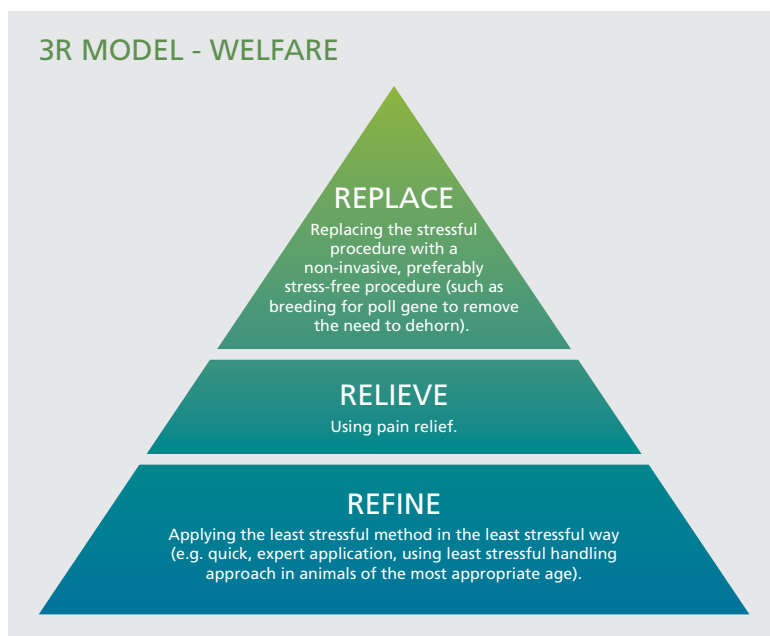 3R MODEL - WELFARE
REPLACE
Replacing the stressful
procedure with a
non-invasive, preferably
stress-free procedure (such as
breeding for poll gene to remove
the need to dehorn).
RELIEVE
Using pain relief.
REFINE
Applying the least stressful method in the least stressful way
(e.g. quick, expert application, using least stressful handling
approach in animals of the most appropriate age).